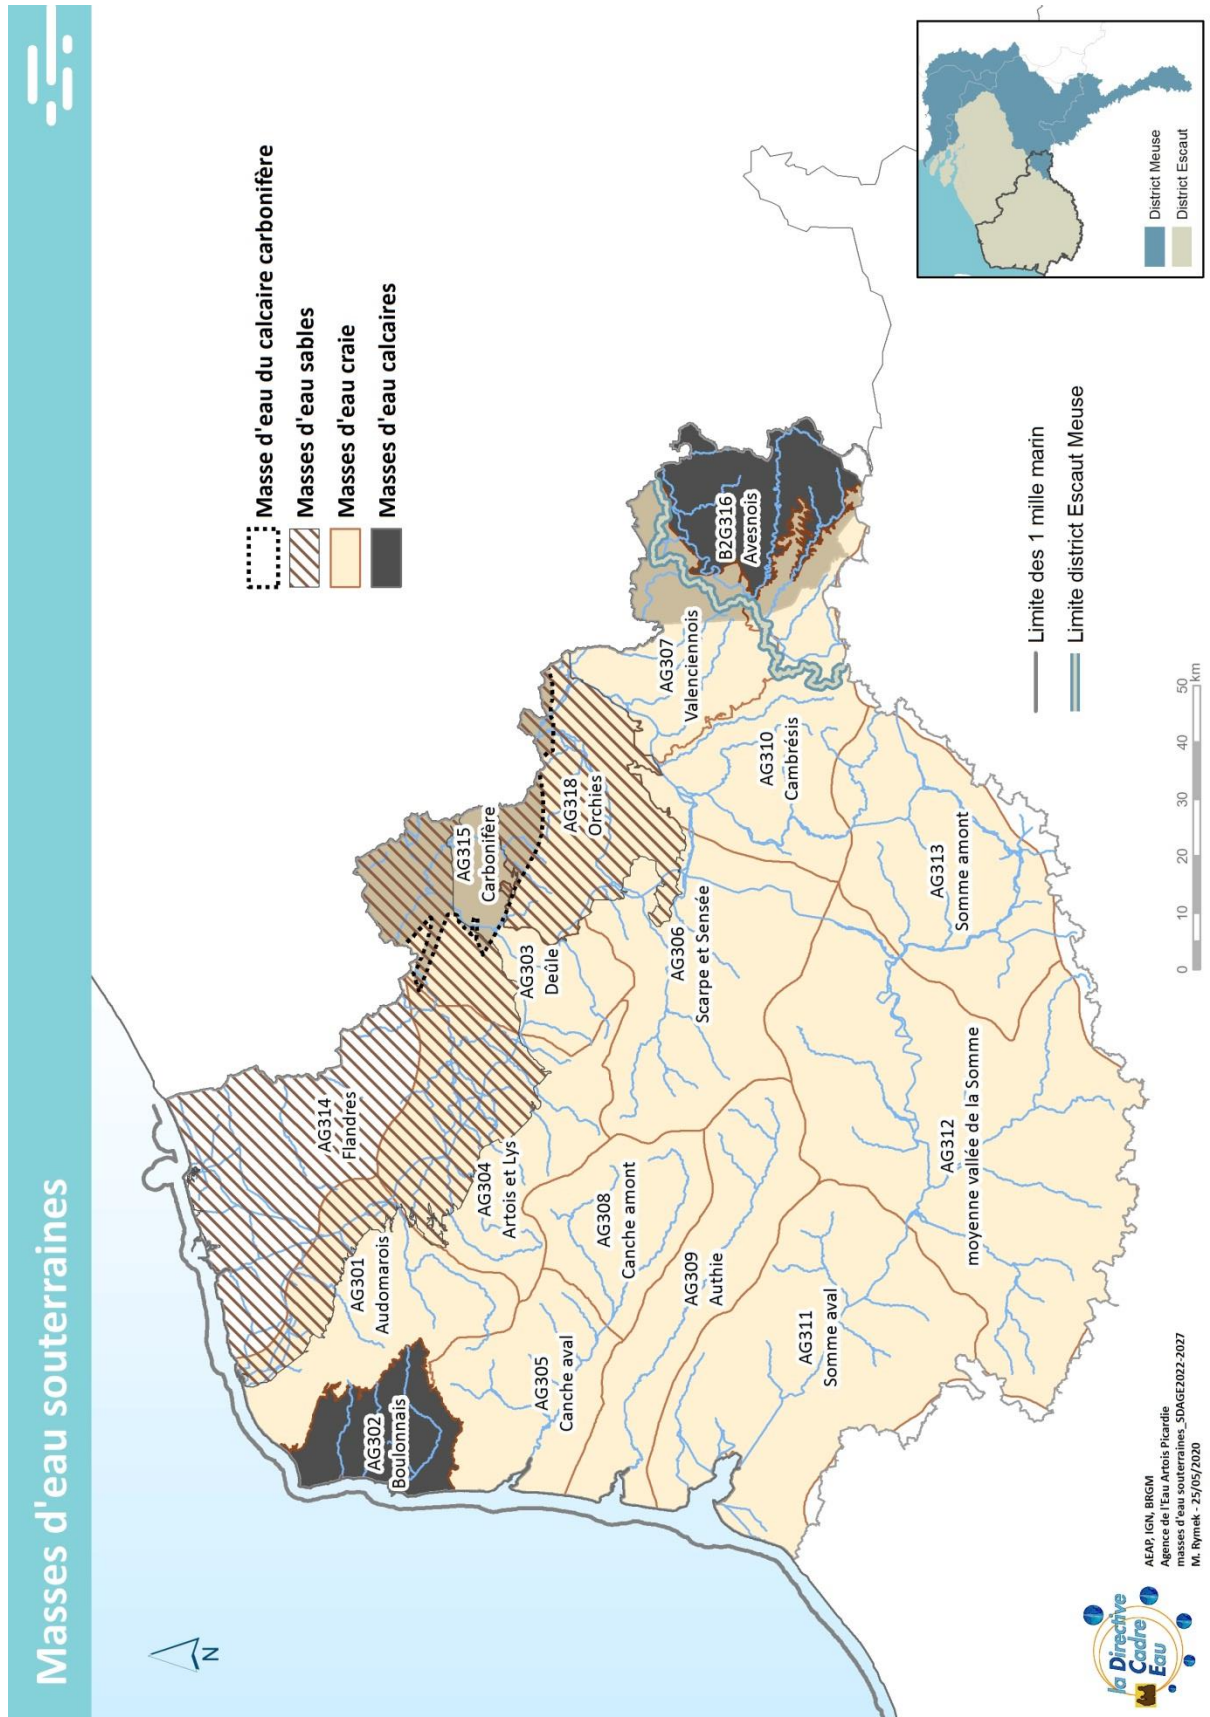 Masses d'eau souterraines
N
Masse d'eau du calcaire carbonifère
Masses d'eau sables
Masses d'eau craie
Masses d'eau calcaires
AG302
Boulonnais
AG301
Audomarois
AG314
Flandres
AG304
Artois et Lys
AG305
Canche aval
AG308
Canche amont
AG309
Authie
AG303
Deûle
AG315
Carbonifère
AG318
Orchies
AG306
Scarpe et Sensée
AG307
Valenciennois
AG310
Cambrésis
B2G316
Avesnois
AG311
Somme aval
AG312
moyenne vallée de la Somme
AG313
Somme amont
Limite des 1 mille marin
Limite district Escaut Meuse
0 10 20 30 40 50
km
District Meuse
District Escaut
la Directive
Cadre
Eau
AEAP, IGN, BRGM
Agence de l'Eau Artois Picardie
masses d'eau souterraines_SDAGE2022-2027
M. Rymek - 25/05/2020